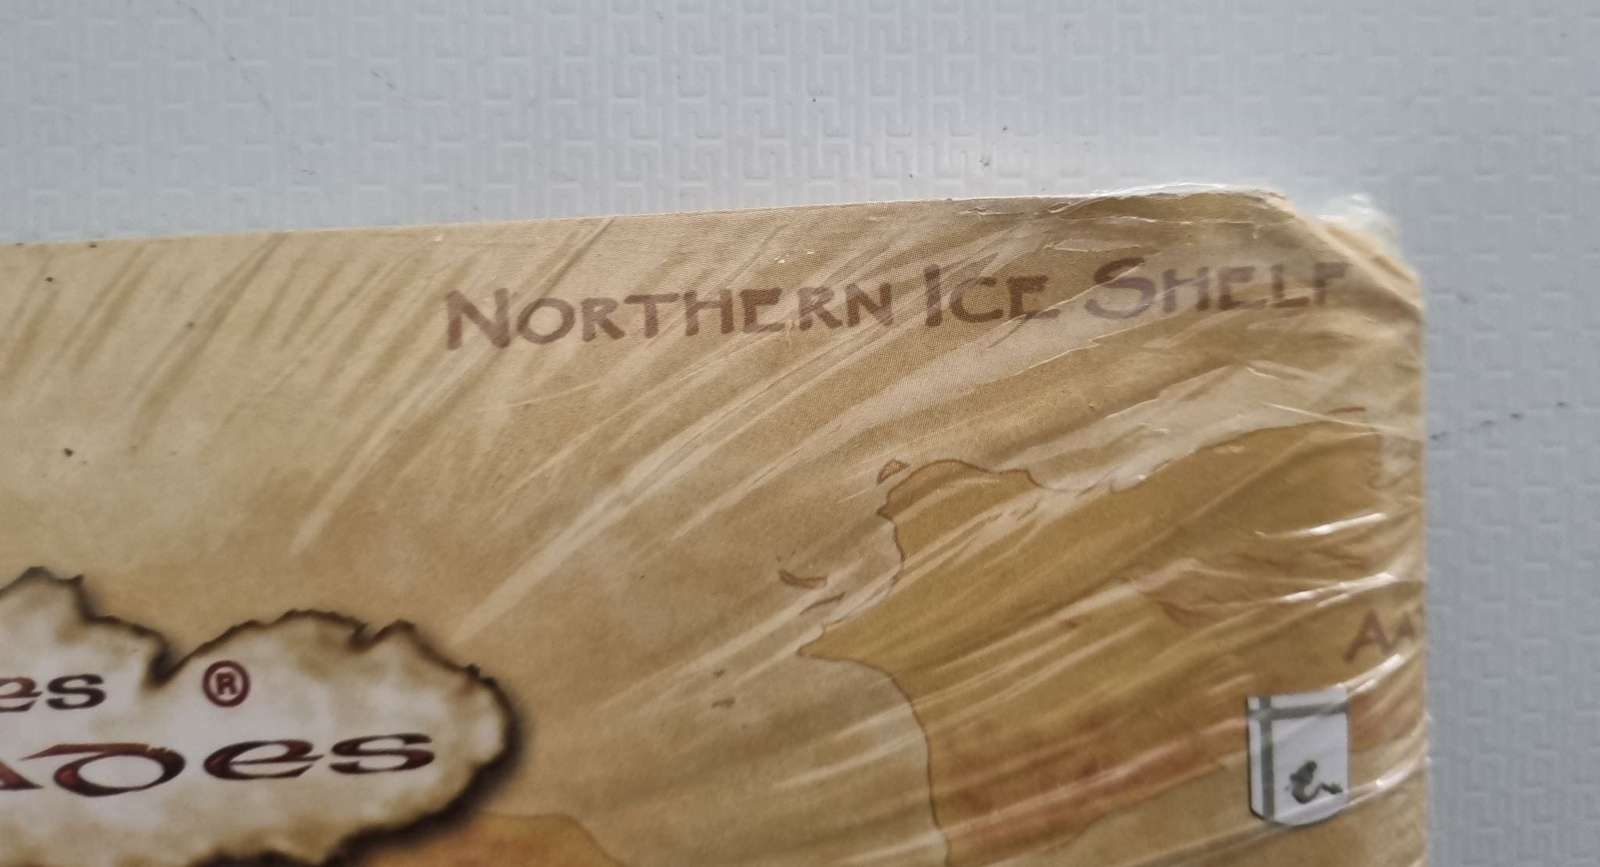 NORTHERN ICE SHELF
es ®
ades